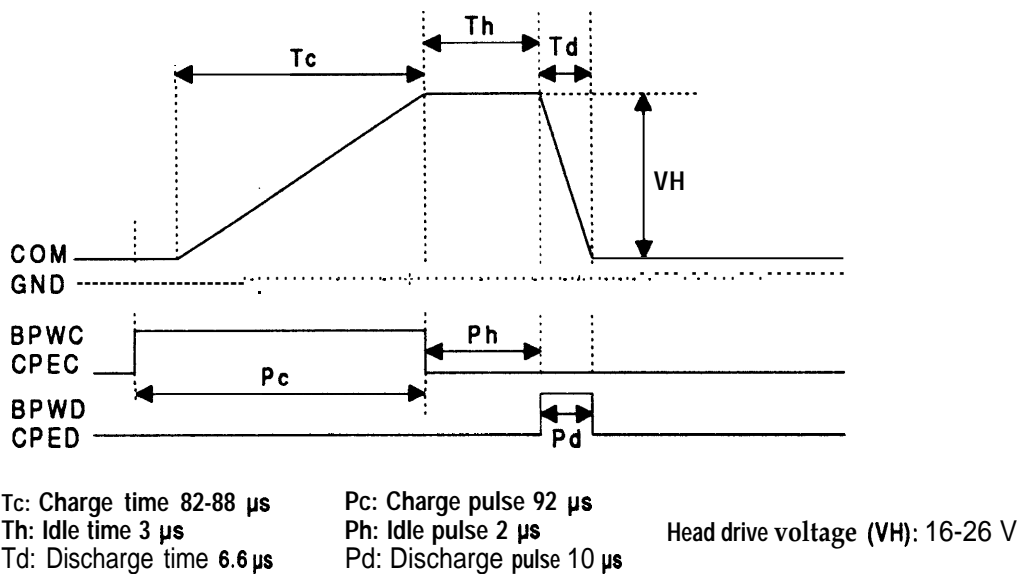 Th
Tc
Td
VH
COM
GND
BPWC
CPEC
Ph
Pc
BPWD
CPED
Pd
Tc: Charge time 82-88 µs
Pc: Charge pulse 92 µs
Th: Idle time 3 µs
Ph: Idle pulse 2 µs
Head drive voltage (VH): 16-26 V
Td: Discharge time 6.6 µs
Pd: Discharge pulse 10 µs